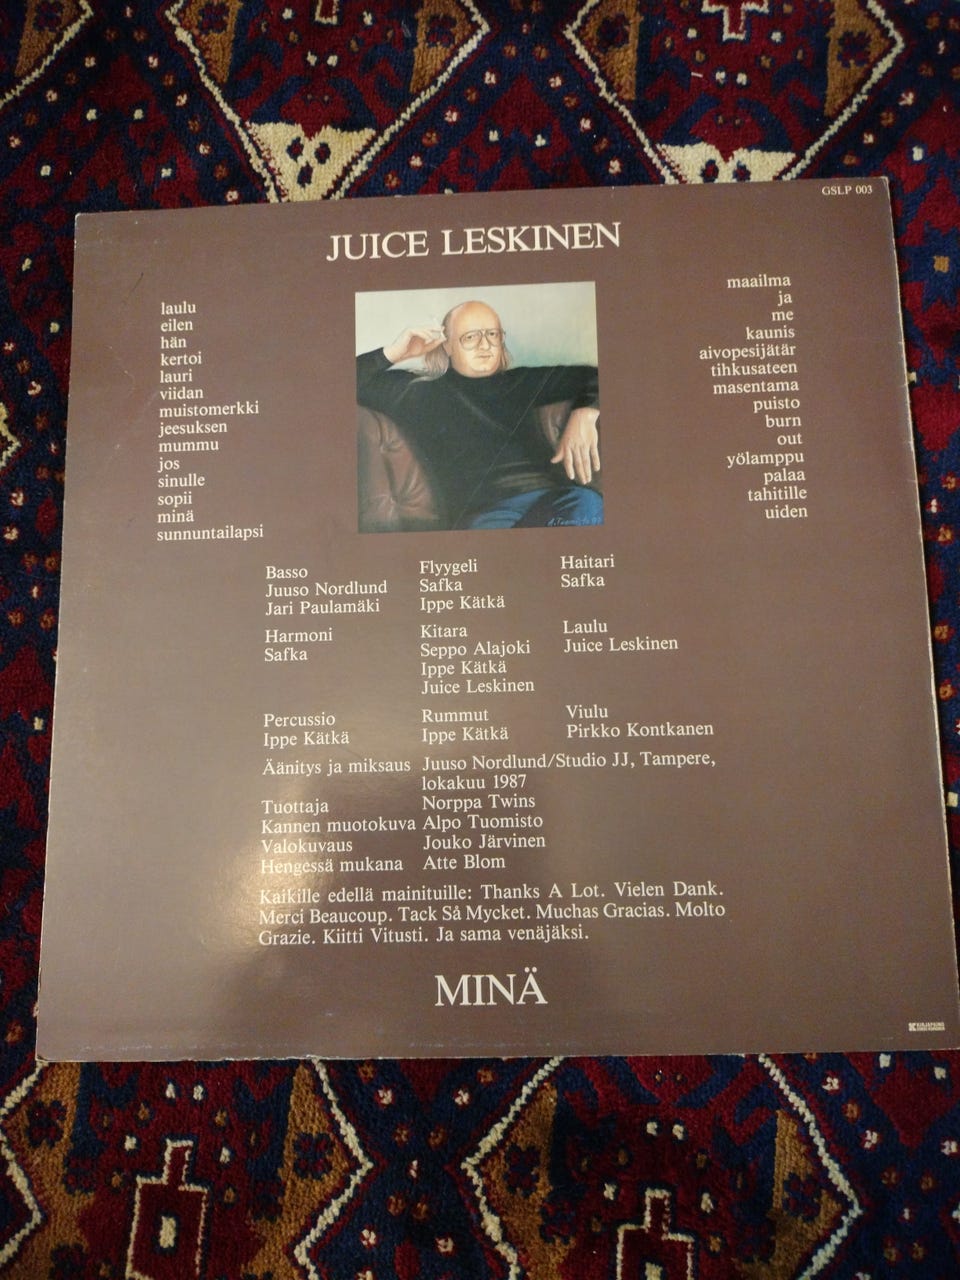 GSLP 003
JUICE LESKINEN
laulu
eilen
hän
kertoi
lauri
viidan
muistomerkki
jeesuksen
mummu
jos
sinulle
sopii
minä
sunnuntailapsi
maailma
ja
me
kaunis
aivopesijätär
tihkusateen
masentama
puisto
burn
out
yölamppu
palaa
tahitille
uiden
A. Tuomisto 87
Basso
Juuso Nordlund
Jari Paulamäki
Flyygeli
Safka
Ippe Kätkä
Haitari
Safka
Harmoni
Safka
Kitara
Seppo Alajoki
Ippe Kätkä
Juice Leskinen
Laulu
Juice Leskinen
Percussio
Ippe Kätkä
Rummut
Ippe Kätkä
Viulu
Pirkko Kontkanen
Äänitys ja miksaus Juuso Nordlund/Studio JJ, Tampere,
lokakuu 1987
Tuottaja Norppa Twins
Kannen muotokuva Alpo Tuomisto
Valokuvaus Jouko Järvinen
Hengessä mukana Atte Blom
Kaikille edellä mainituille: Thanks A Lot. Vielen Dank.
Merci Beaucoup. Tack Så Mycket. Muchas Gracias. Molto
Grazie. Kiitti Vitusti. Ja sama venäjäksi.
MINÄ
KIRJAPAINO